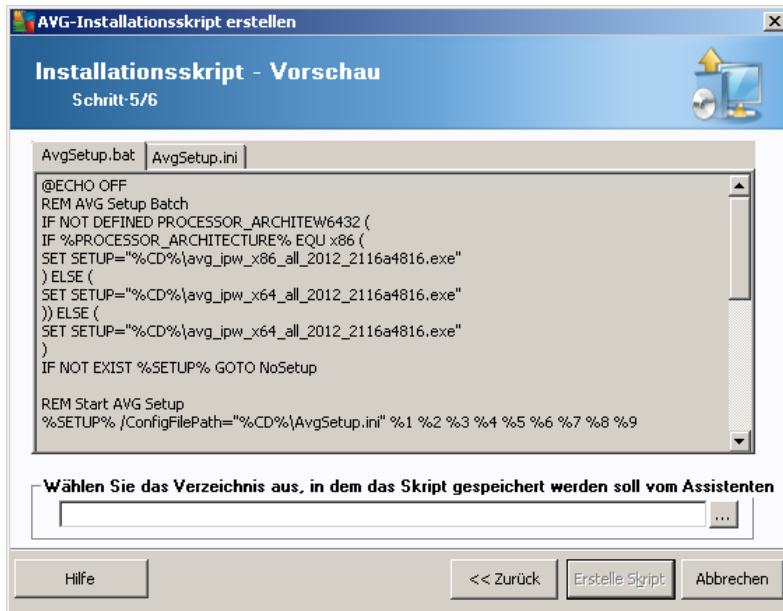 AVG-Installationsskript erstellen
Installationsskript - Vorschau
Schritt-5/6
AvgSetup.bat AvgSetup.ini
@ECHO OFF
REM AVG Setup Batch
IF NOT DEFINED PROCESSOR_ARCHITEW6432 (
IF %PROCESSOR_ARCHITECTURE% EQU x86 (
SET SETUP="%CD%\avg_ipw_x86_all_2012_2116a4816.exe"
) ELSE (
SET SETUP="%CD%\avg_ipw_x64_all_2012_2116a4816.exe"
)) ELSE (
SET SETUP="%CD%\avg_ipw_x64_all_2012_2116a4816.exe"
)
IF NOT EXIST %SETUP% GOTO NoSetup
REM Start AVG Setup
%SETUP% /ConfigFilePath="%CD%\AvgSetup.ini" %1 %2 %3 %4 %5 %6 %7 %8 %9
Wählen Sie das Verzeichnis aus, in dem das Skript gespeichert werden soll vom Assistenten
...
Hilfe << Zurück Erstelle Skript Abbrechen